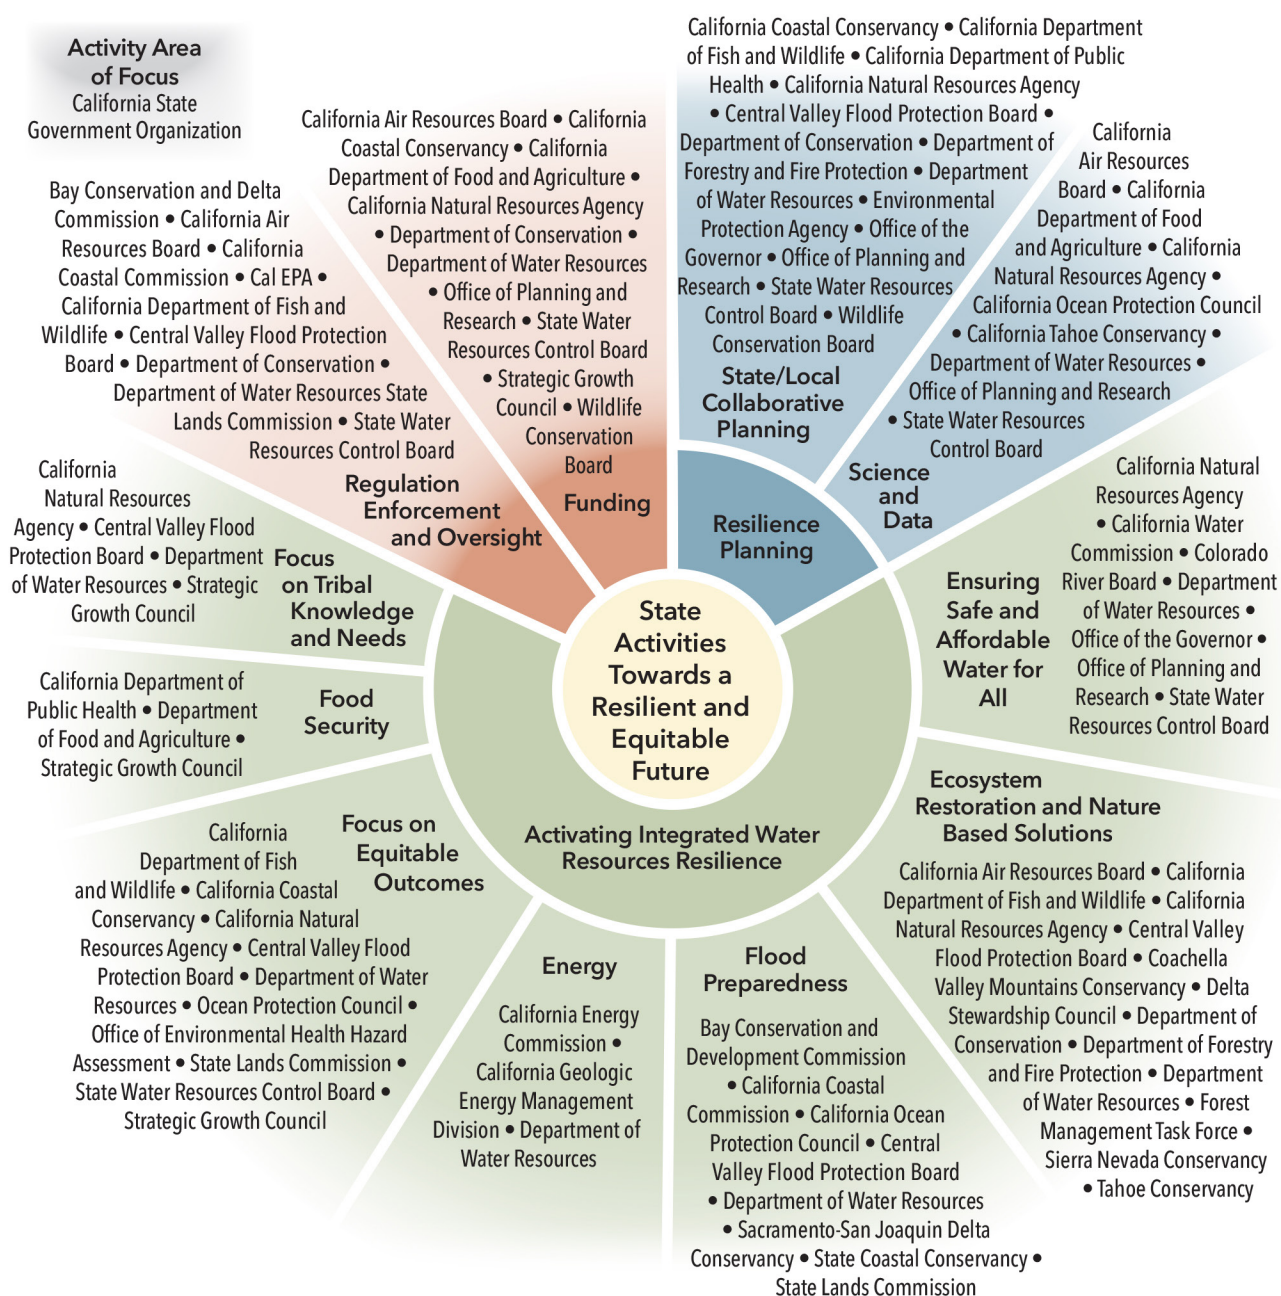 Activity Area
of Focus
California State
Government Organization
California Air Resources Board • California
Coastal Conservancy • California
Department of Food and Agriculture •
California Natural Resources Agency
• Department of Conservation •
Department of Water Resources
• Office of Planning and
Research • State Water
Resources Control Board
• Strategic Growth
Council • Wildlife
Conservation
Board
Funding
California Coastal Conservancy • California Department
of Fish and Wildlife • California Department of Public
Health • California Natural Resources Agency
• Central Valley Flood Protection Board •
Department of Conservation • Department of
Forestry and Fire Protection • Department
of Water Resources • Environmental
Protection Agency • Office of the
Governor • Office of Planning and
Research • State Water Resources
Control Board • Wildlife
Conservation Board
State/Local
Collaborative
Planning
California
Air Resources
Board • California
Department of Food
and Agriculture • California
Natural Resources Agency •
California Ocean Protection Council
• California Tahoe Conservancy •
Department of Water Resources •
Office of Planning and Research
• State Water Resources
Control Board
Science
and
Data
Resilience
Planning
Bay Conservation and Delta
Commission • California Air
Resources Board • California
Coastal Commission • Cal EPA •
California Department of Fish and
Wildlife • Central Valley Flood Protection
Board • Department of Conservation •
Department of Water Resources State
Lands Commission • State Water
Resources Control Board
Regulation
Enforcement
and Oversight
California
Natural Resources
Agency • Central Valley Flood
Protection Board • Department
of Water Resources • Strategic
Growth Council
Focus
on Tribal
Knowledge
and Needs
State
Activities
Towards a
Resilient and
Equitable
Future
Ensuring
Safe and
Affordable
Water for
All
California Natural
Resources Agency
• California Water
Commission • Colorado
River Board • Department
of Water Resources •
Office of the Governor •
Office of Planning and
Research • State Water
Resources Control Board
California Department of
Public Health • Department
of Food and Agriculture •
Strategic Growth Council
Food
Security
Activating Integrated Water
Resources Resilience
Focus on
Equitable
Outcomes
California
Department of Fish
and Wildlife • California Coastal
Conservancy • California Natural
Resources Agency • Central Valley Flood
Protection Board • Department of Water
Resources • Ocean Protection Council •
Office of Environmental Health Hazard
Assessment • State Lands Commission •
State Water Resources Control Board •
Strategic Growth Council
Energy
California Energy
Commission •
California Geologic
Energy Management
Division • Department of
Water Resources
Flood
Preparedness
Bay Conservation and
Development Commission
• California Coastal
Commission • California Ocean
Protection Council • Central
Valley Flood Protection Board
• Department of Water Resources
• Sacramento-San Joaquin Delta
Conservancy • State Coastal Conservancy •
State Lands Commission
Ecosystem
Restoration and Nature
Based Solutions
California Air Resources Board • California
Department of Fish and Wildlife • California
Natural Resources Agency • Central Valley
Flood Protection Board • Coachella
Valley Mountains Conservancy • Delta
Stewardship Council • Department of
Conservation • Department of Forestry
and Fire Protection • Department
of Water Resources • Forest
Management Task Force •
Sierra Nevada Conservancy
• Tahoe Conservancy